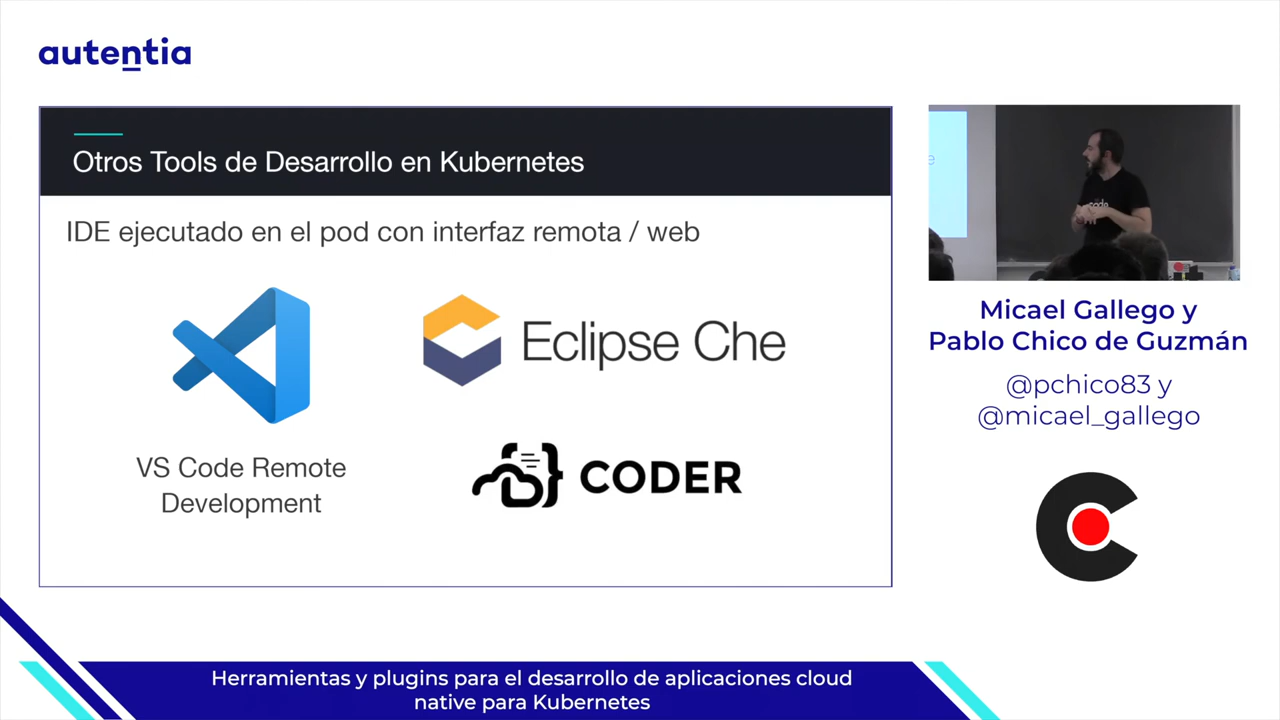 autentia
Otros Tools de Desarrollo en Kubernetes
IDE ejecutado en el pod con interfaz remota / web
Eclipse Che
VS Code Remote
Development
CODER
Micael Gallego y
Pablo Chico de Guzmán
@pchico83 y
@micael_gallego
Herramientas y plugins para el desarrollo de aplicaciones cloud
native para Kubernetes